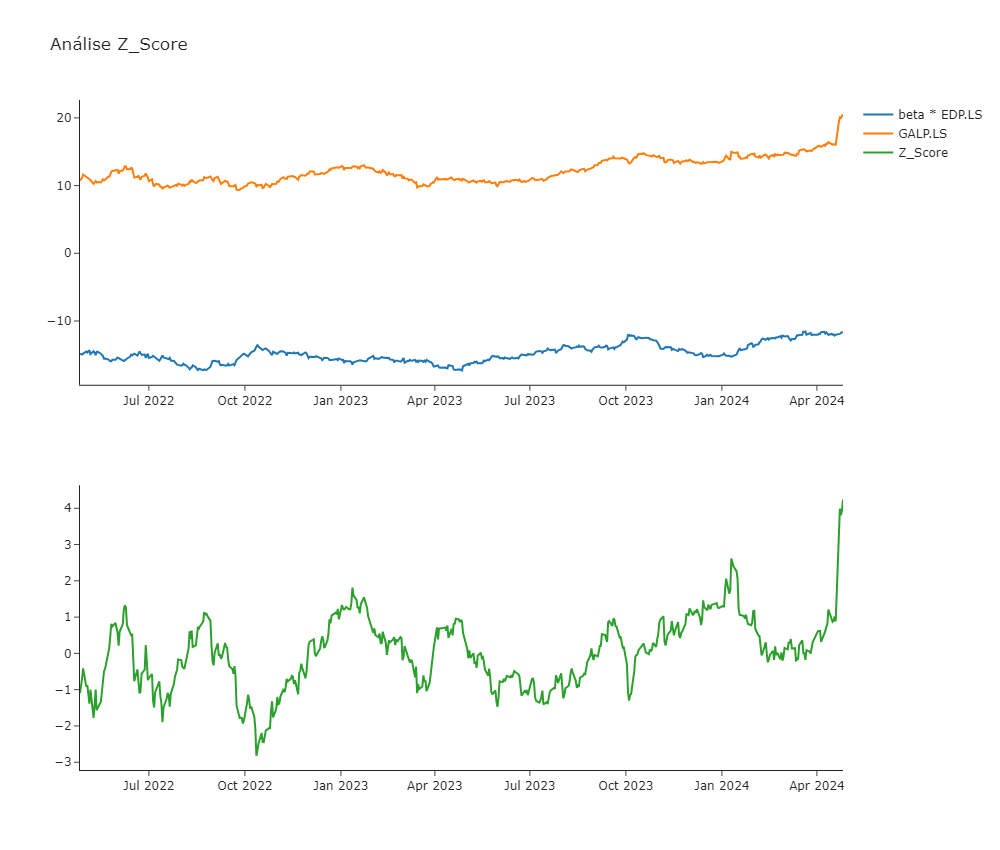 Análise Z_Score
20
10
0
−10
beta * EDP.LS
GALP.LS
Z_Score
Jul 2022
Oct 2022
Jan 2023
Apr 2023
Jul 2023
Oct 2023
Jan 2024
Apr 2024
4
3
2
1
0
−1
−2
−3
Jul 2022
Oct 2022
Jan 2023
Apr 2023
Jul 2023
Oct 2023
Jan 2024
Apr 2024